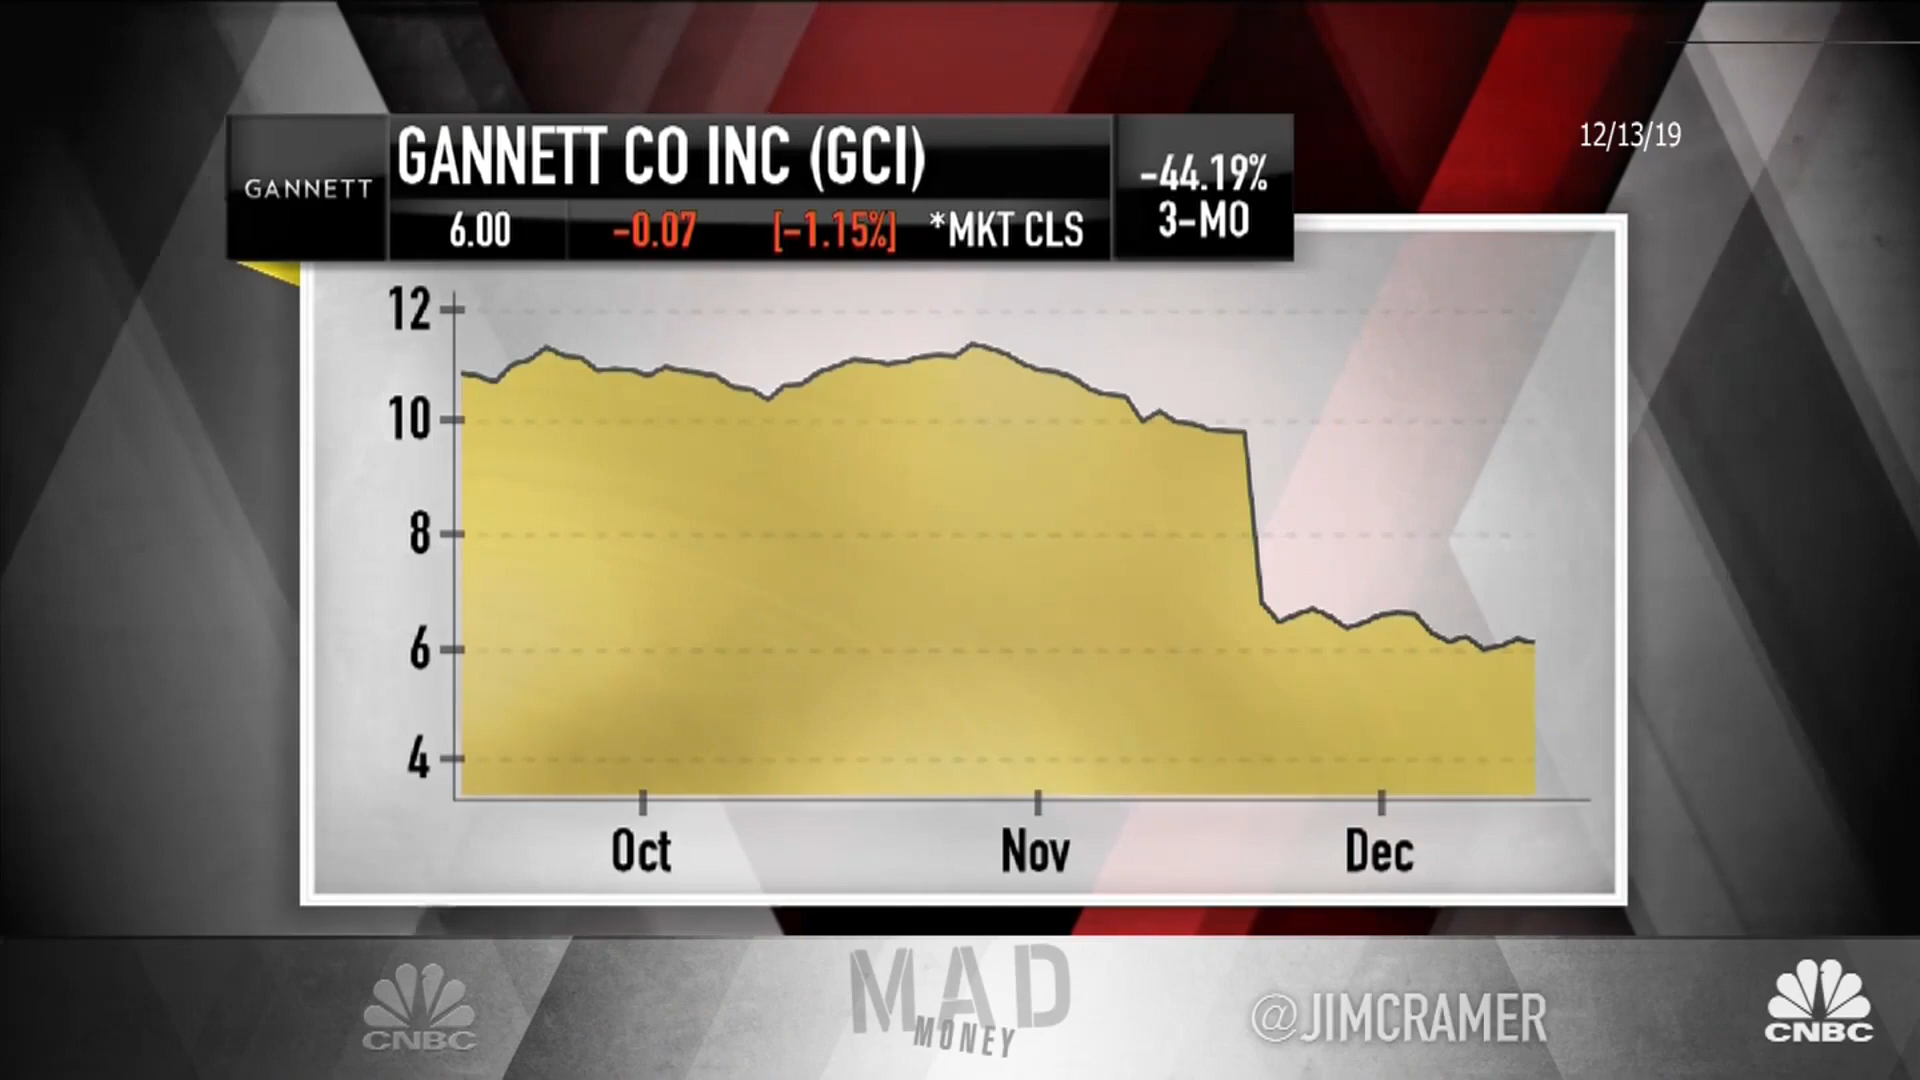 12/13/19
GANNETT
GANNETT CO INC (GCI)
6.00 -0.07 [-1.15%] *MKT CLS
-44.19%
3-MO
12
10
8
6
4
Oct Nov Dec
CNBC
MAD
MONEY
@JIMCRAMER
CNBC